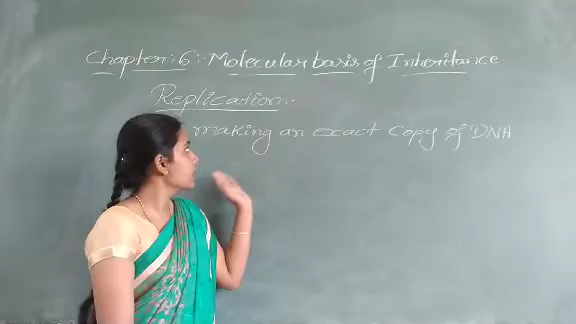 Chapter: 6: Molecular basis of Inheritance
Replication:-
making an exact copy of DNA